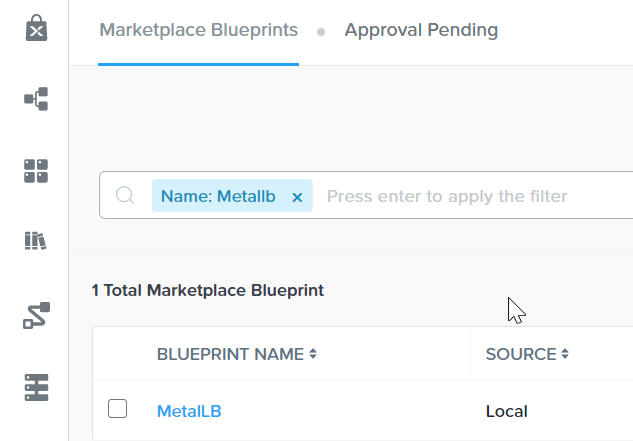 Marketplace Blueprints
Approval Pending
Name: Metallb × Press enter to apply the filter
1 Total Marketplace Blueprint
BLUEPRINT NAME SOURCE
MetalLB Local